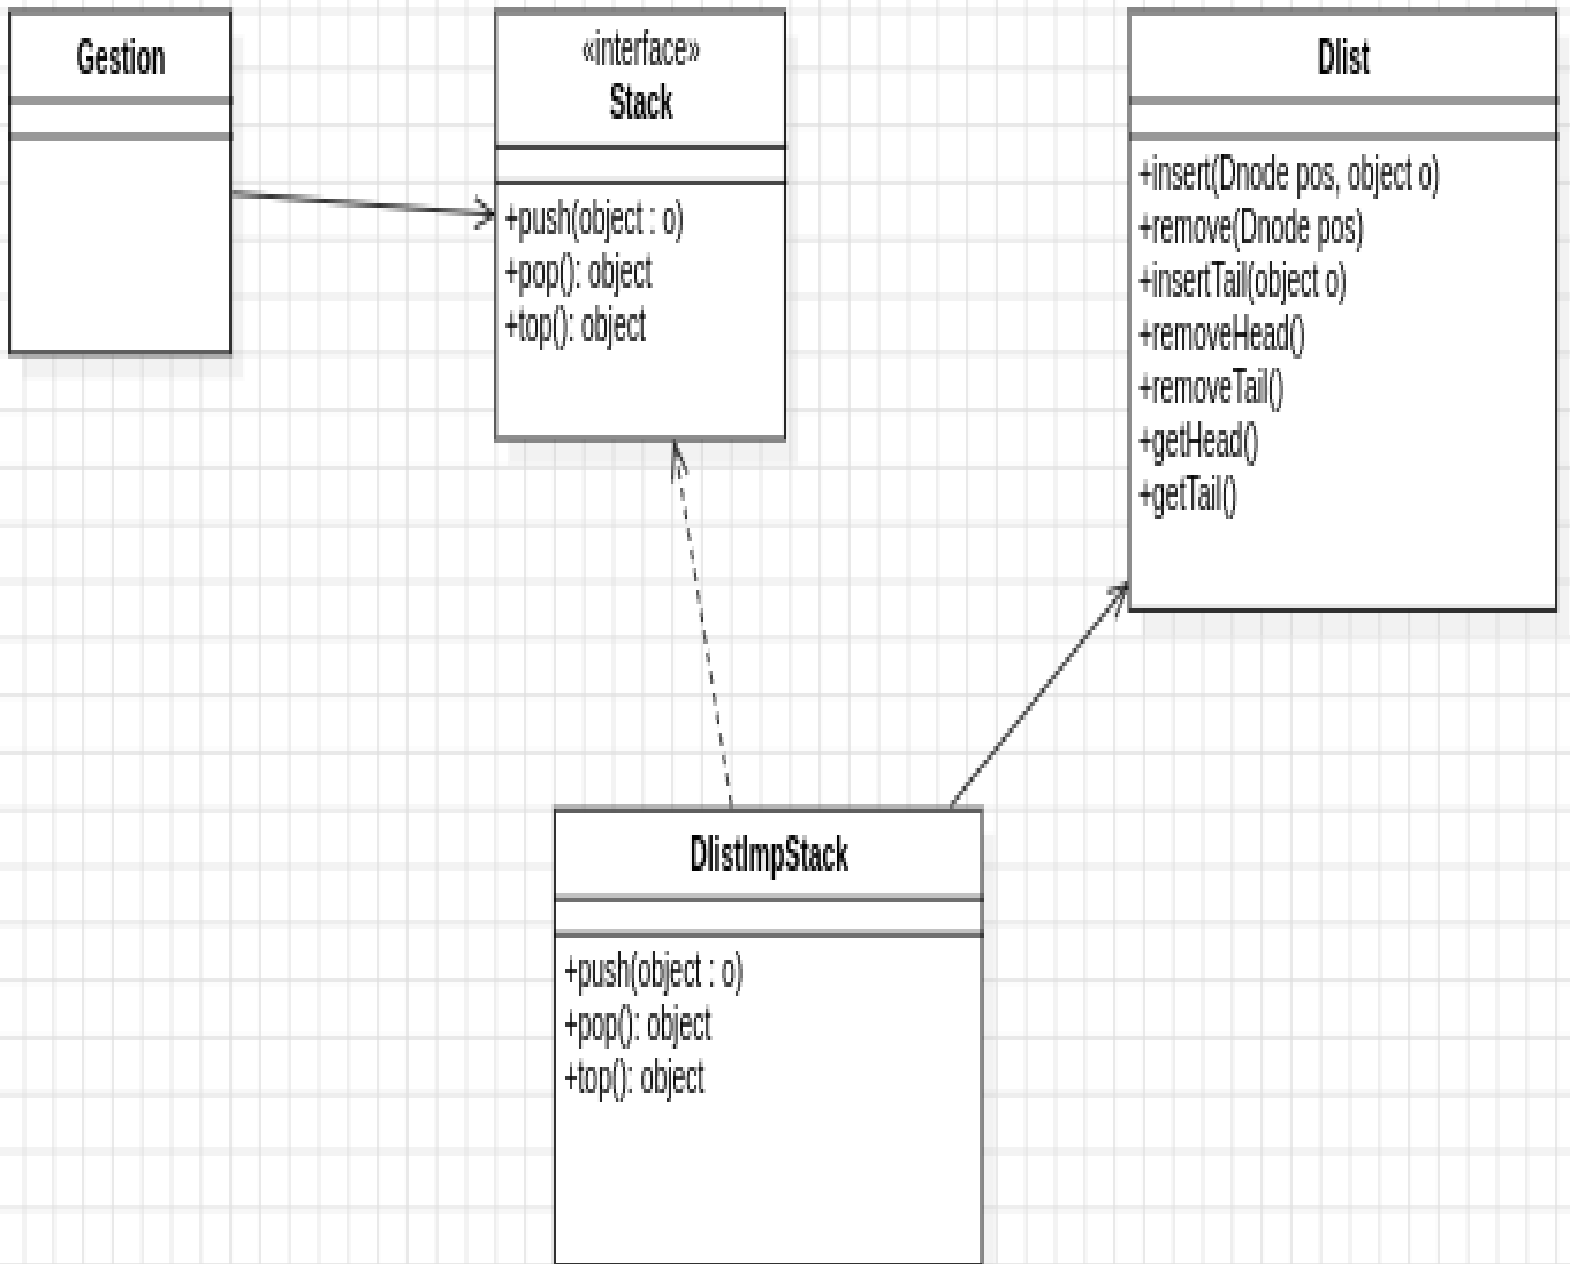 Gestion
«interface»
Stack
+push(object : o)
+pop(): object
+top(): object
Dlist
+insert(Dnode pos, object o)
+remove(Dnode pos)
+insertTail(object o)
+removeHead()
+removeTail()
+getHead()
+getTail()
DlistImpStack
+push(object : o)
+pop(): object
+top(): object